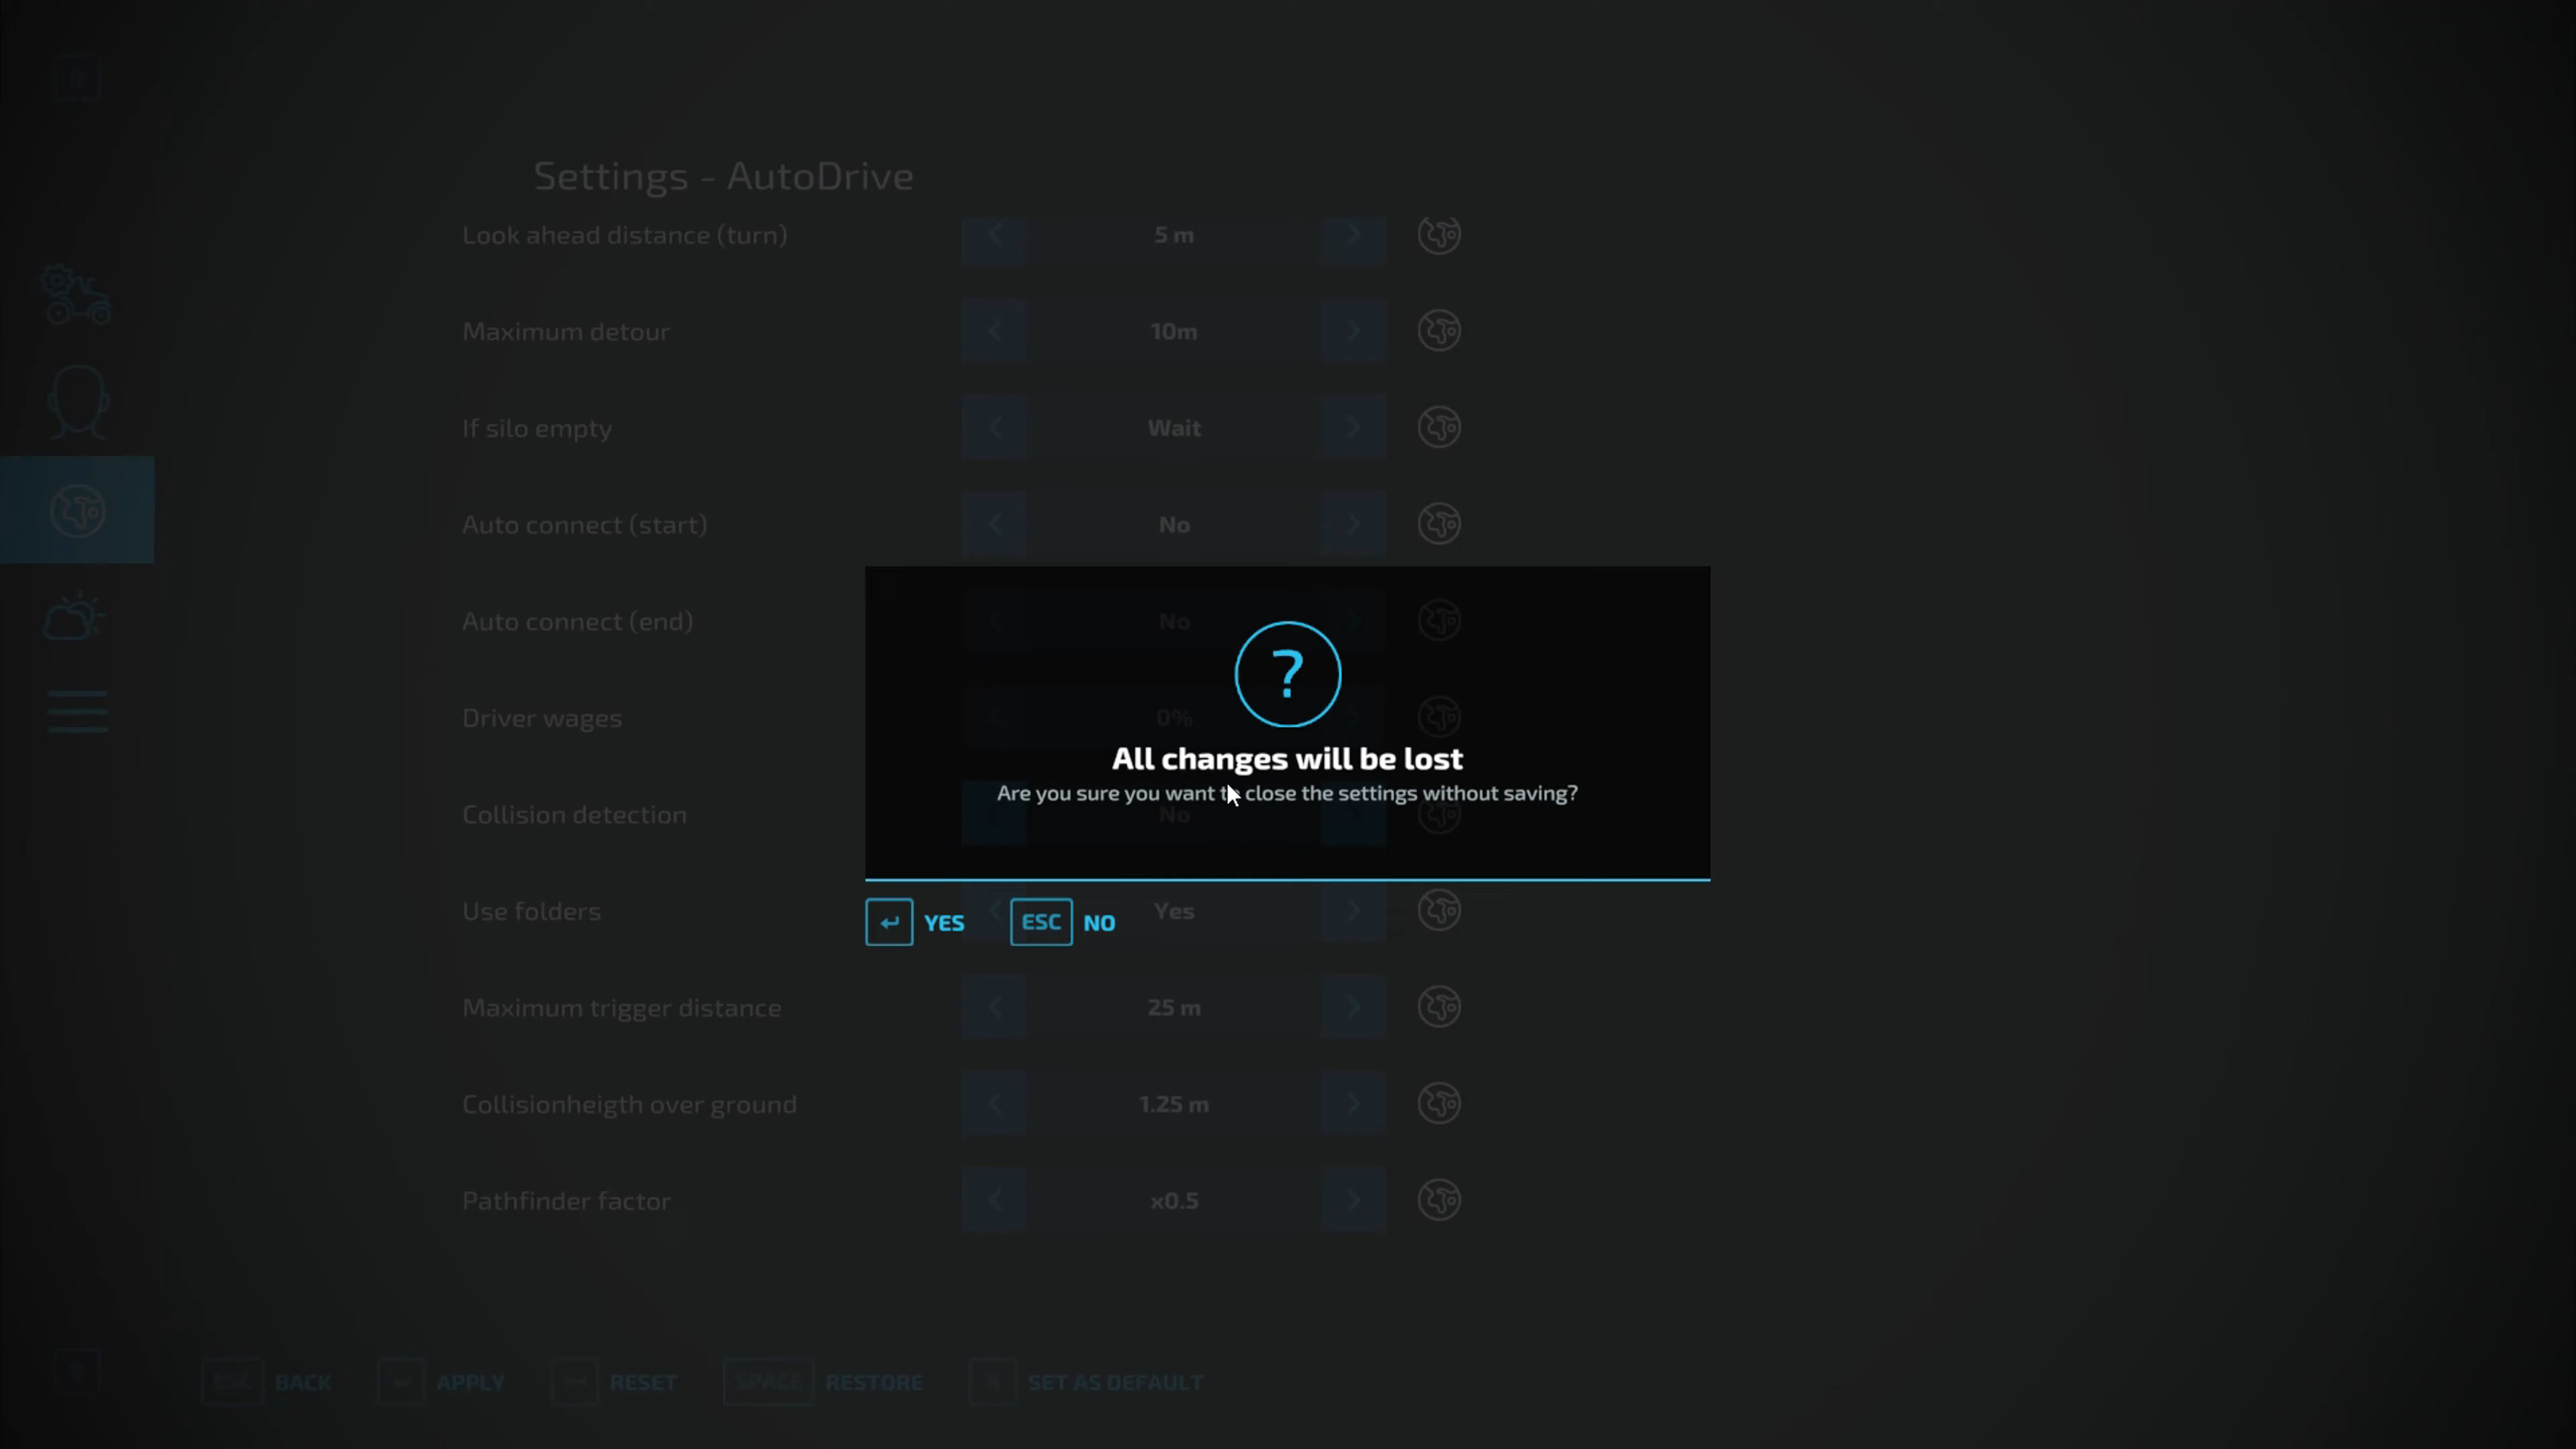 Settings - AutoDrive
Look ahead distance (turn) 5 m
Maximum detour 10m
If silo empty Wait
Auto connect (start) No
Auto connect (end) No
Driver wages 0%
All changes will be lost
Are you sure you want to close the settings without saving?
Collision detection No
Use folders Yes
YES ESC NO
Maximum trigger distance 25 m
Collisionheigth over ground 1.25 m
Pathfinder factor x0.5
ESC BACK APPLY RESET SPACE RESTORE SET AS DEFAULT